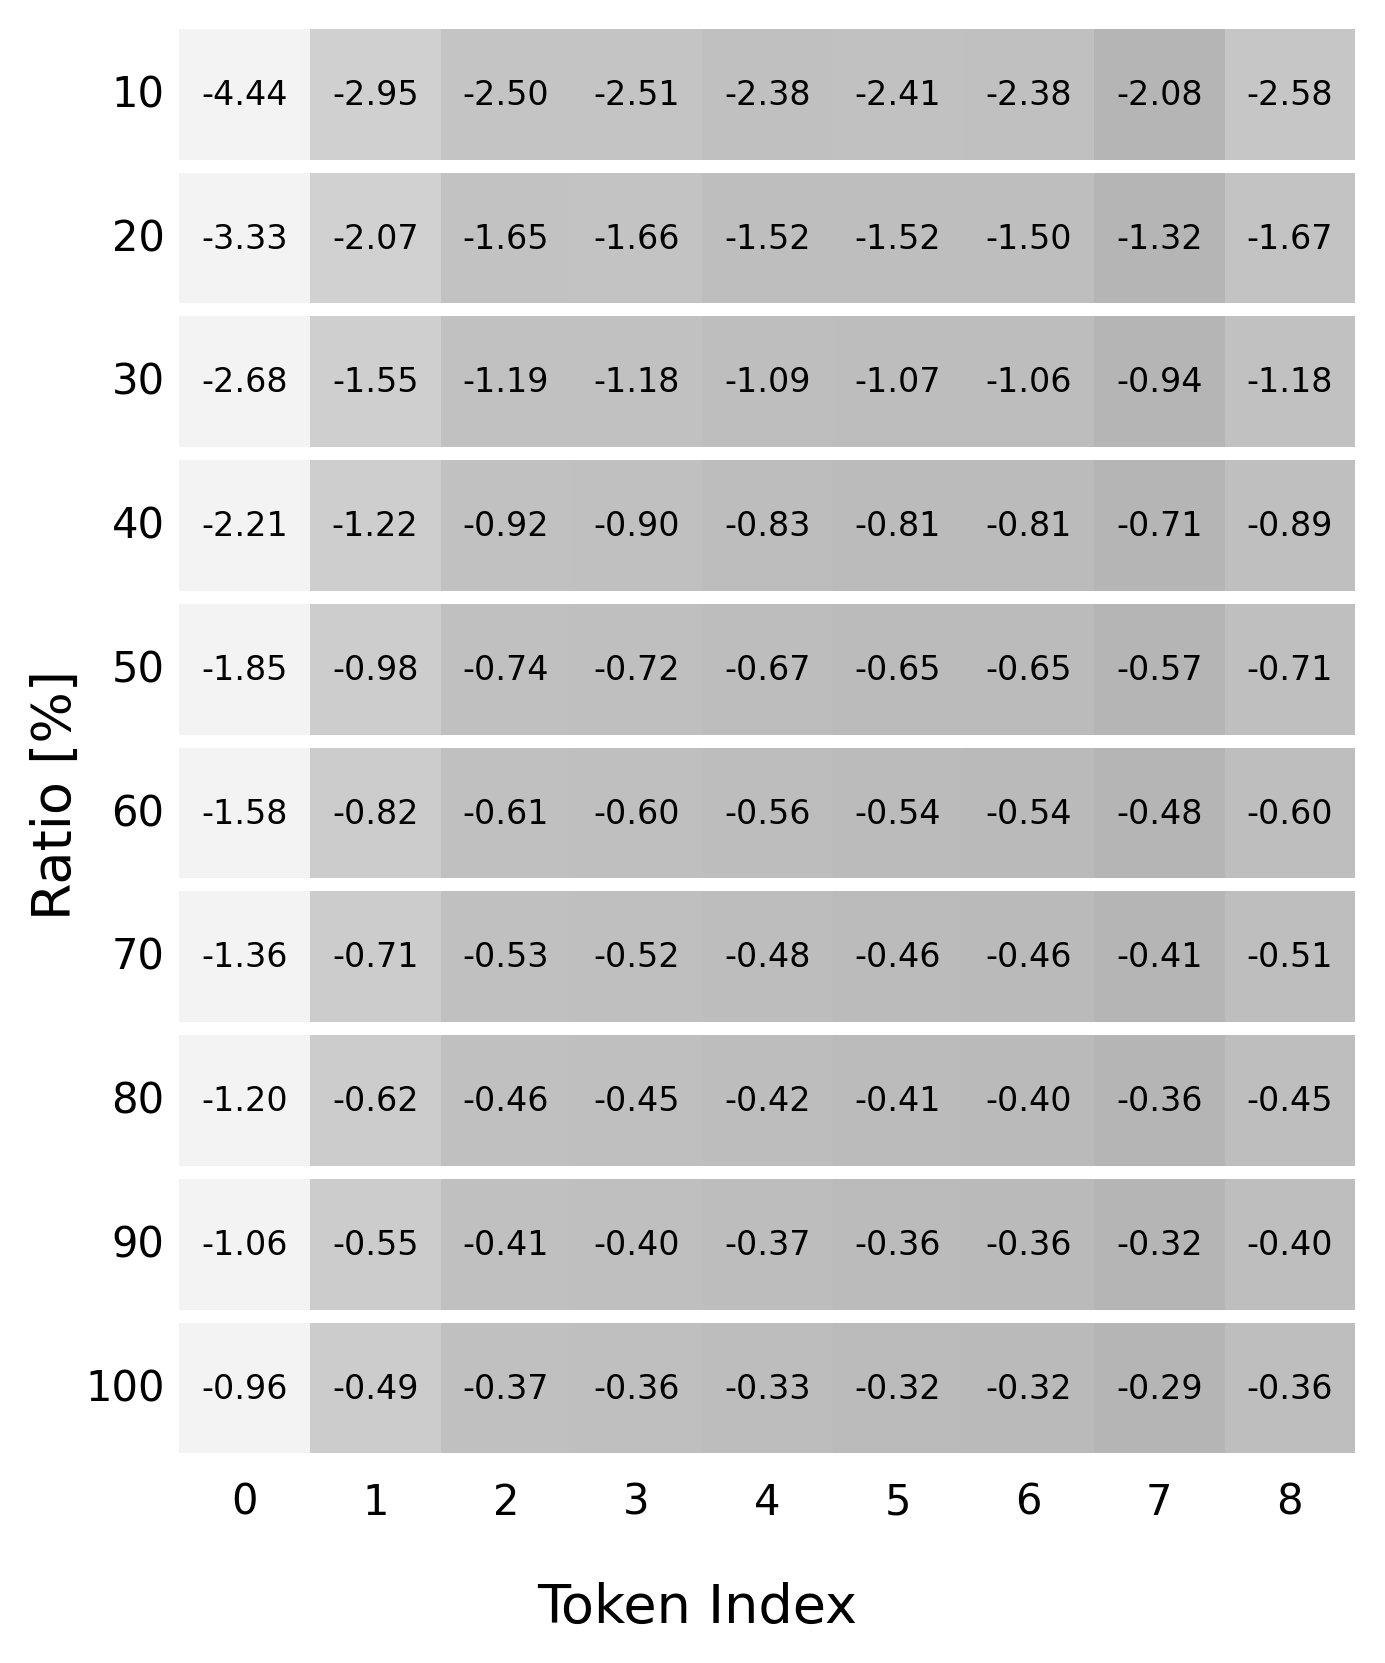 10 -4.44 -2.95 -2.50 -2.51 -2.38 -2.41 -2.38 -2.08 -2.58
20 -3.33 -2.07 -1.65 -1.66 -1.52 -1.52 -1.50 -1.32 -1.67
30 -2.68 -1.55 -1.19 -1.18 -1.09 -1.07 -1.06 -0.94 -1.18
40 -2.21 -1.22 -0.92 -0.90 -0.83 -0.81 -0.81 -0.71 -0.89
50 -1.85 -0.98 -0.74 -0.72 -0.67 -0.65 -0.65 -0.57 -0.71
60 -1.58 -0.82 -0.61 -0.60 -0.56 -0.54 -0.54 -0.48 -0.60
70 -1.36 -0.71 -0.53 -0.52 -0.48 -0.46 -0.46 -0.41 -0.51
80 -1.20 -0.62 -0.46 -0.45 -0.42 -0.41 -0.40 -0.36 -0.45
90 -1.06 -0.55 -0.41 -0.40 -0.37 -0.36 -0.36 -0.32 -0.40
100 -0.96 -0.49 -0.37 -0.36 -0.33 -0.32 -0.32 -0.29 -0.36
0 1 2 3 4 5 6 7 8
Token Index
Ratio [%]